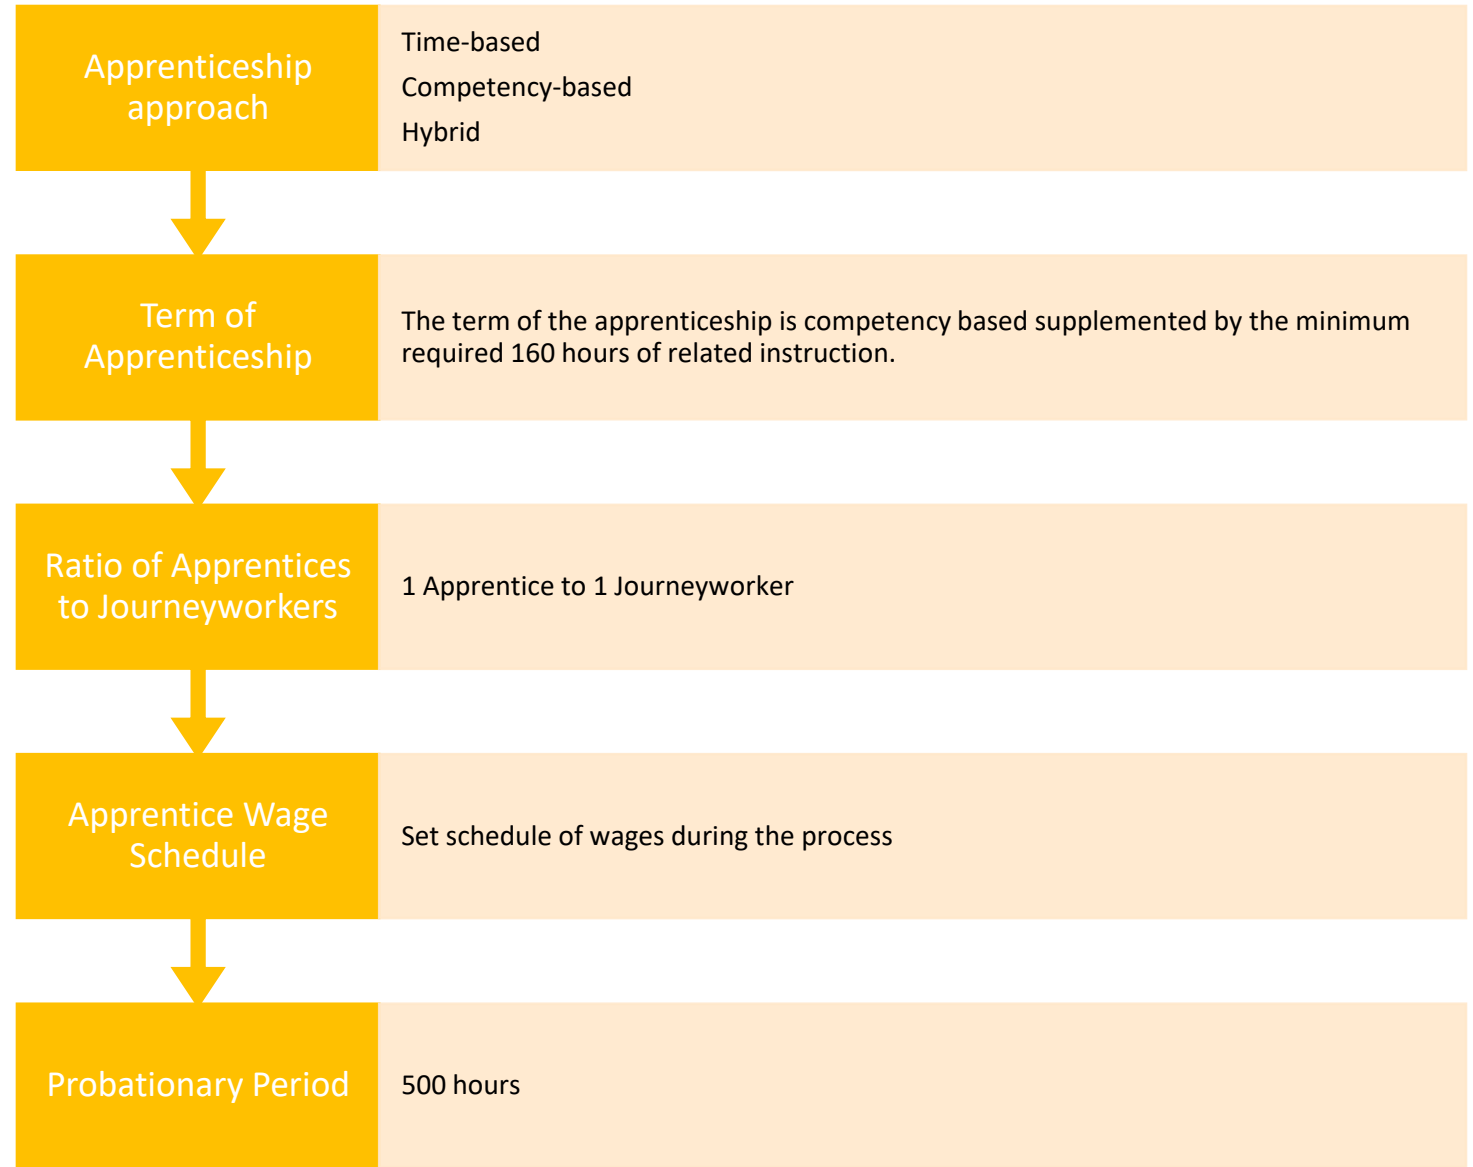 Apprenticeship
approach
Time-based
Competency-based
Hybrid
Term of
Apprenticeship
The term of the apprenticeship is competency based supplemented by the minimum
required 160 hours of related instruction.
Ratio of Apprentices
to Journeyworkers
1 Apprentice to 1 Journeyworker
Apprentice Wage
Schedule
Set schedule of wages during the process
Probationary Period
500 hours